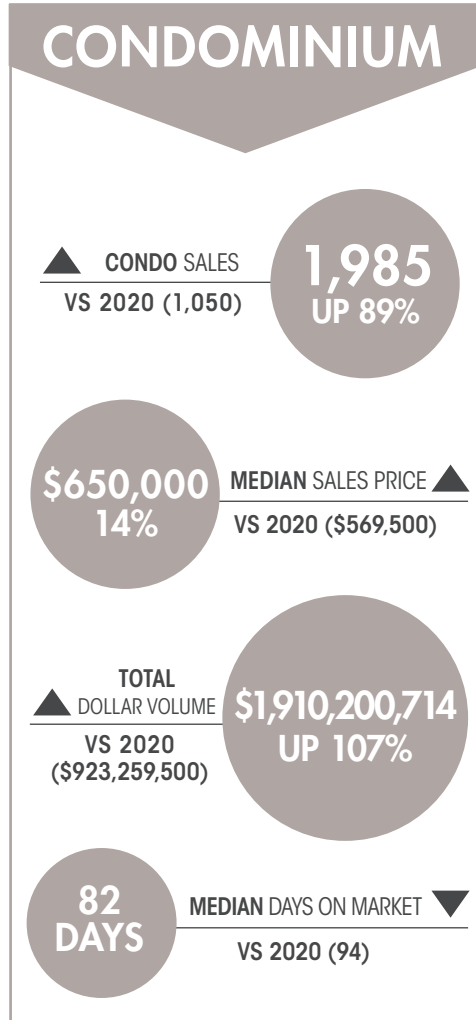 CONDOMINIUM
CONDO SALES
VS 2020 (1,050)
1,985
UP 89%
$650,000
14%
MEDIAN SALES PRICE
VS 2020 ($569,500)
TOTAL
DOLLAR VOLUME
VS 2020
($923,259,500)
$1,910,200,714
UP 107%
82
DAYS
MEDIAN DAYS ON MARKET
VS 2020 (94)